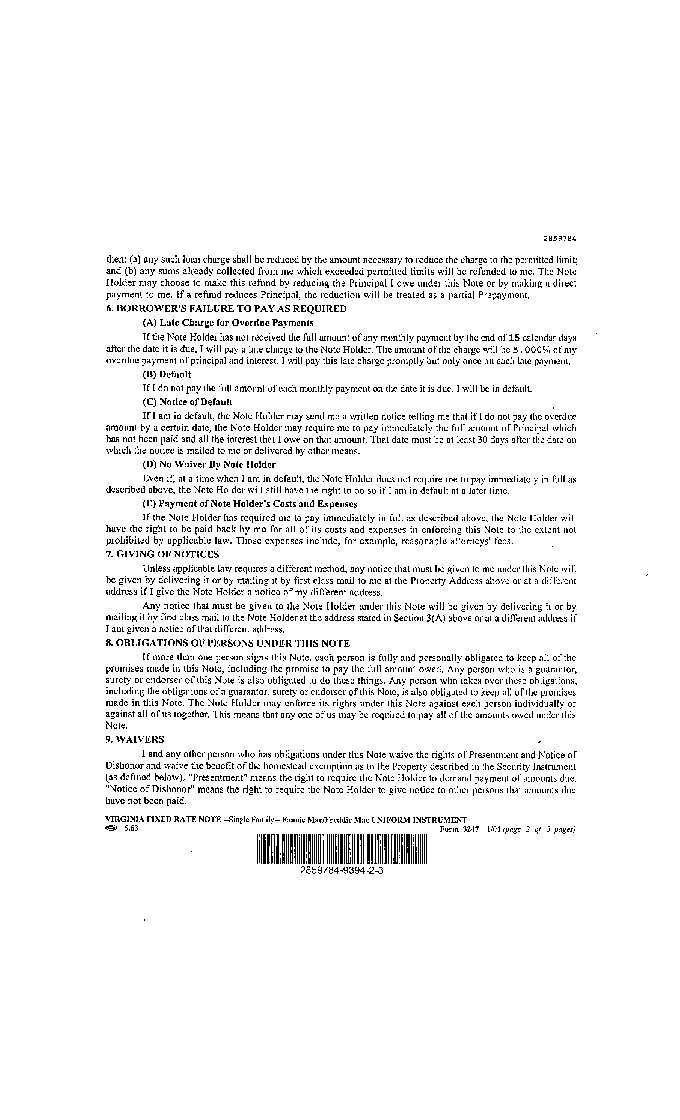 2859784
then: (a) any such loan charge shall be reduced by the amount necessary to reduce the charge to the permitted limit;
and (b) any sums already collected from me which exceeded permitted limits will be refunded to me. The Note
Holder may choose to make this refund by reducing the Principal I owe under this Note or by making a direct
payment to me. If a refund reduces Principal, the reduction will be treated as a partial Prepayment.
6. BORROWER'S FAILURE TO PAY AS REQUIRED
(A) Late Charge for Overdue Payments
If the Note Holder has not received the full amount of any monthly payment by the end of 15 calendar days
after the date it is due, I will pay a late charge to the Note Holder. The amount of the charge will be 5.000% of my
overdue payment of principal and interest. I will pay this late charge promptly but only once on each late payment.
(B) Default
If I do not pay the full amount of each monthly payment on the date it is due, I will be in default.
(C) Notice of Default
If I am in default, the Note Holder may send me a written notice telling me that if I do not pay the overdue
amount by a certain date, the Note Holder may require me to pay immediately the full amount of Principal which
has not been paid and all the interest that I owe on that amount. That date must be at least 30 days after the date on
which the notice is mailed to me or delivered by other means.
(D) No Waiver By Note Holder
Even if, at a time when I am in default, the Note Holder does not require me to pay immediately in full as
described above, the Note Holder will still have the right to do so if I am in default at a later time.
(E) Payment of Note Holder's Costs and Expenses
If the Note Holder has required me to pay immediately in full as described above, the Note Holder will
have the right to be paid back by me for all of its costs and expenses in enforcing this Note to the extent not
prohibited by applicable law. Those expenses include, for example, reasonable attorneys' fees.
7. GIVING OF NOTICES
Unless applicable law requires a different method, any notice that must be given to me under this Note will
be given by delivering it or by mailing it by first class mail to me at the Property Address above or at a different
address if I give the Note Holder a notice of my different address.
Any notice that must be given to the Note Holder under this Note will be given by delivering it or by
mailing it by first class mail to the Note Holder at the address stated in Section 3(A) above or at a different address if
I am given a notice of that different address.
8. OBLIGATIONS OF PERSONS UNDER THIS NOTE
If more than one person signs this Note, each person is fully and personally obligated to keep all of the
promises made in this Note, including the promise to pay the full amount owed. Any person who is a guarantor,
surety or endorser of this Note is also obligated to do these things. Any person who takes over these obligations,
including the obligations of a guarantor, surety or endorser of this Note, is also obligated to keep all of the promises
made in this Note. The Note Holder may enforce its rights under this Note against each person individually or
against all of us together. This means that any one of us may be required to pay all of the amounts owed under this
Note.
9. WAIVERS
I and any other person who has obligations under this Note waive the rights of Presentment and Notice of
Dishonor and waive the benefit of the homestead exemption as to the Property described in the Security Instrument
(as defined below). "Presentment" means the right to require the Note Holder to demand payment of amounts due.
"Notice of Dishonor" means the right to require the Note Holder to give notice to other persons that amounts due
have not been paid.
VIRGINIA FIXED RATE NOTE -Single Family- Fannie Mae/Freddie Mac UNIFORM INSTRUMENT
5.63 Form 3247 1/01 (page 2 of 3 pages)
2859784-9394-2-3